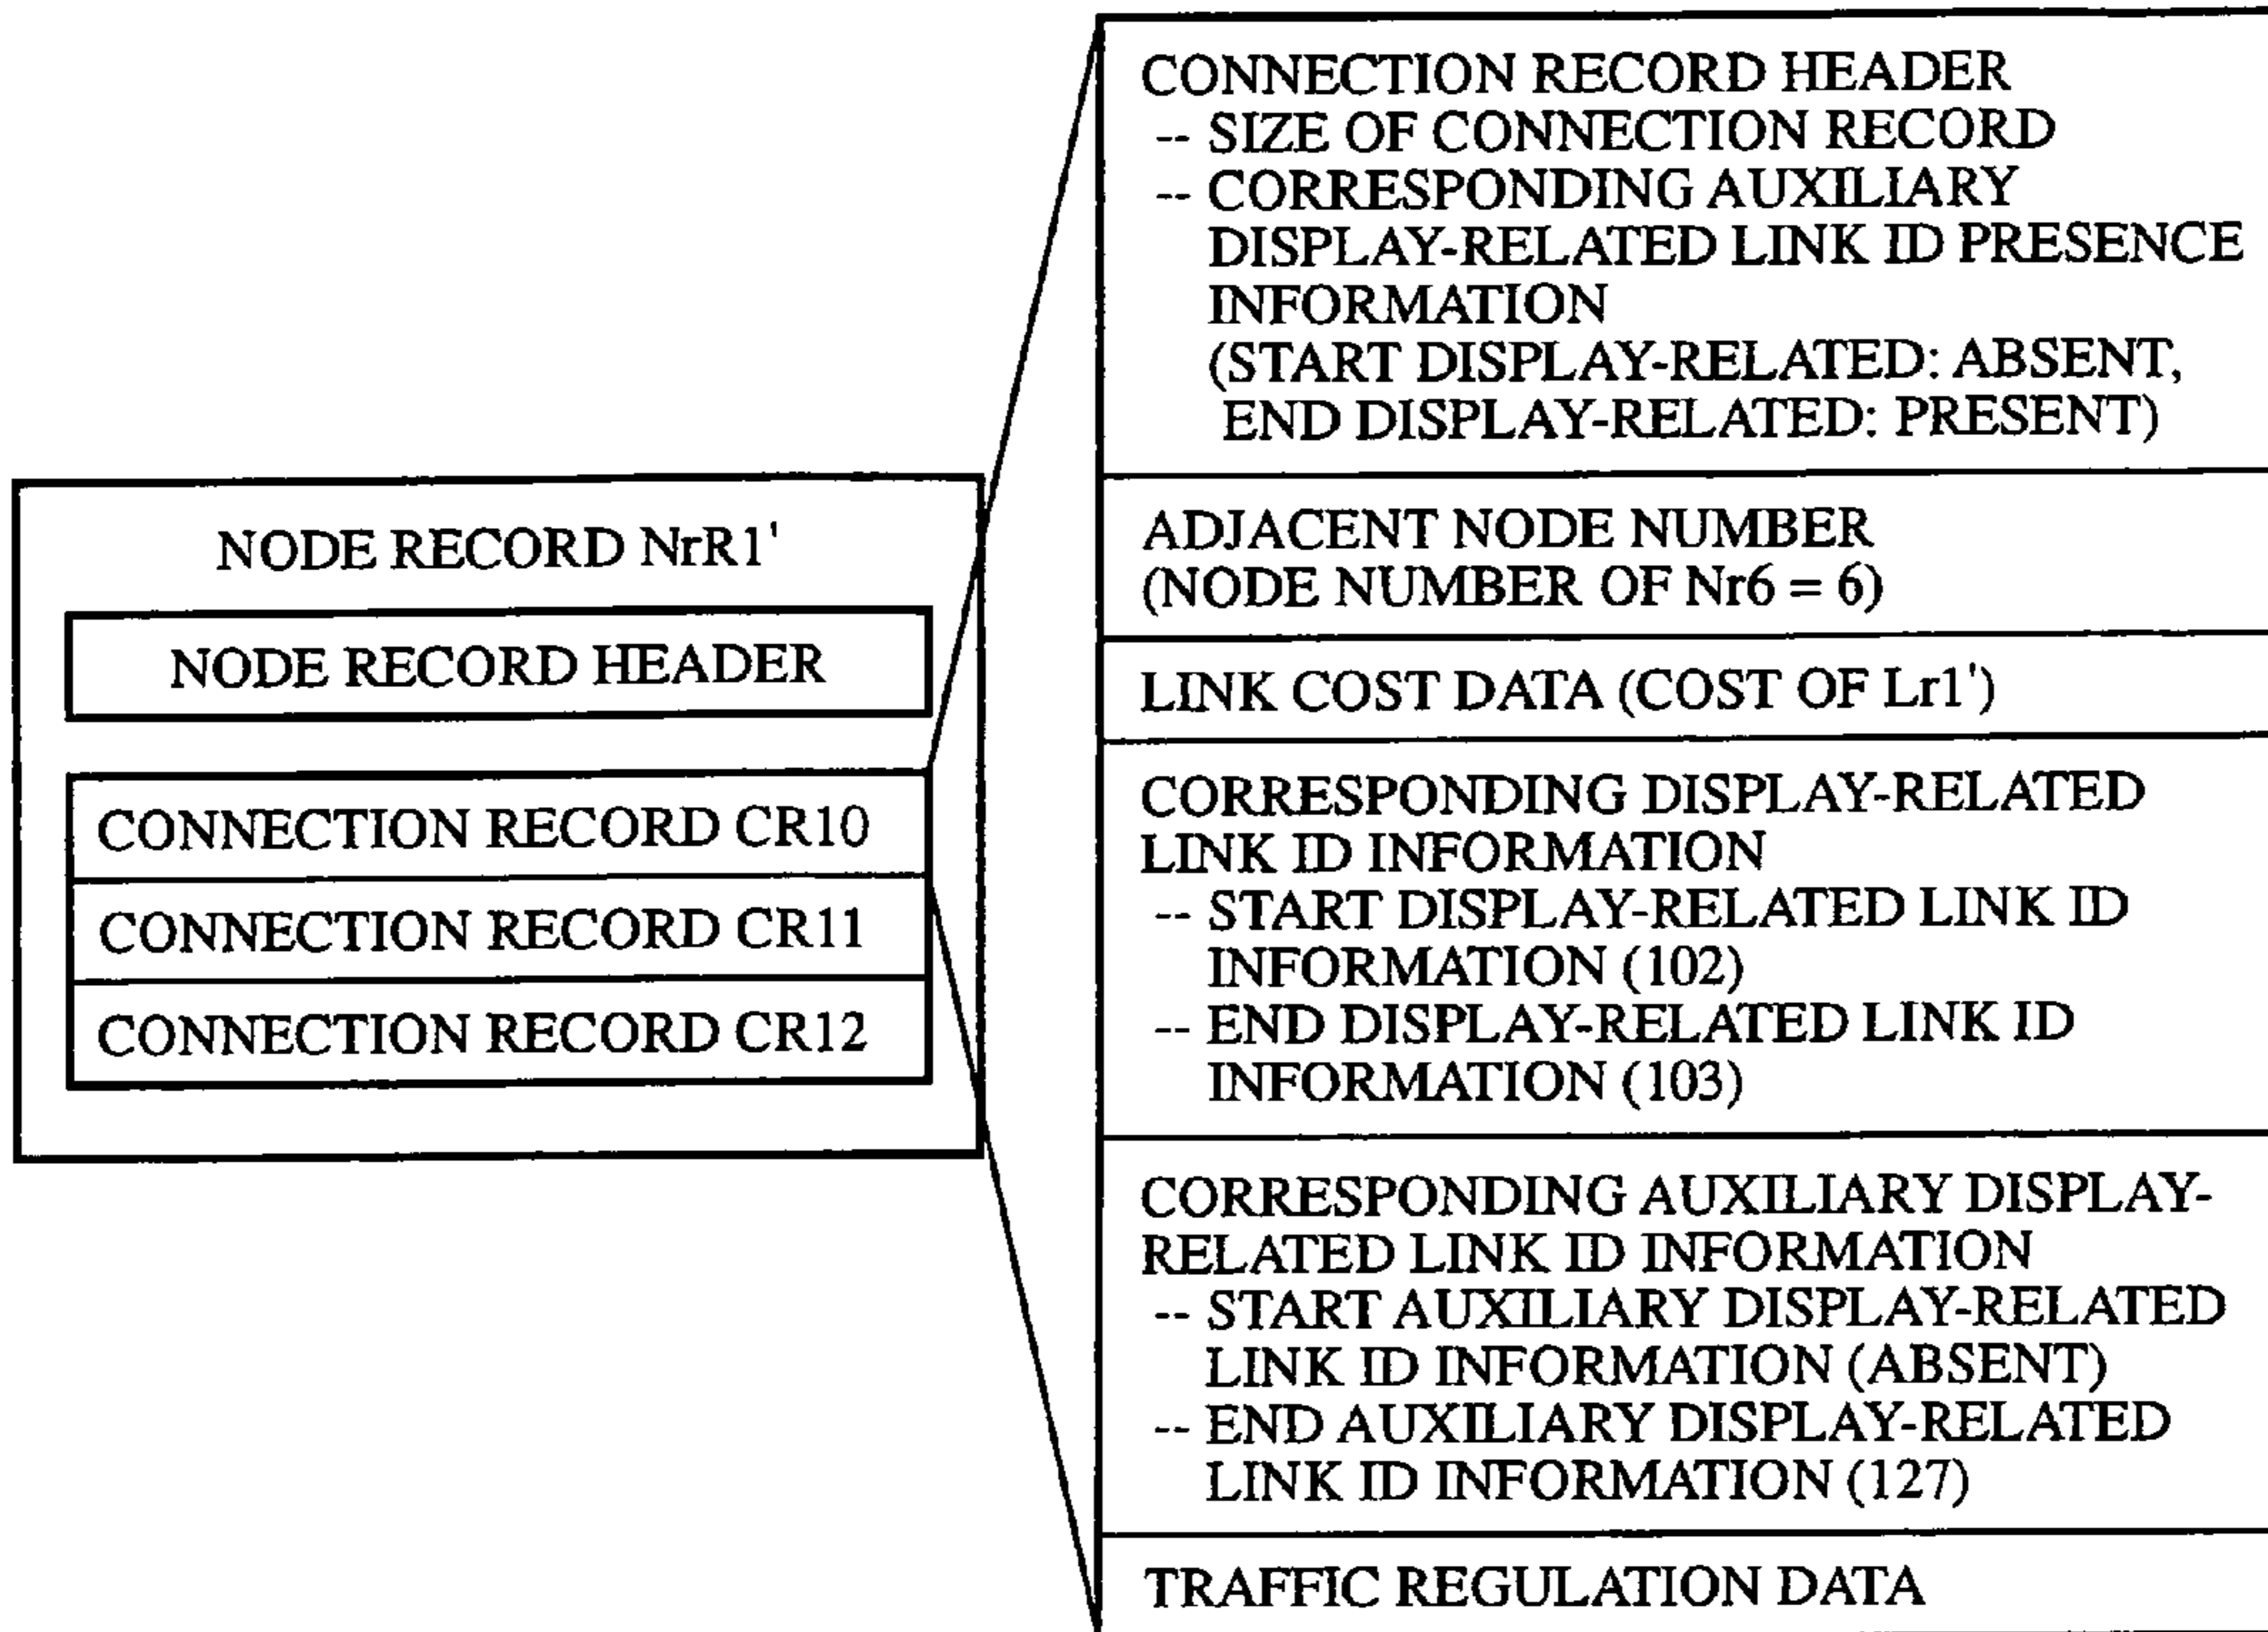 NODE RECORD NrR1'
NODE RECORD HEADER
CONNECTION RECORD CR10
CONNECTION RECORD CR11
CONNECTION RECORD CR12
CONNECTION RECORD HEADER
-- SIZE OF CONNECTION RECORD
-- CORRESPONDING AUXILIARY
DISPLAY-RELATED LINK ID PRESENCE
INFORMATION
(START DISPLAY-RELATED: ABSENT,
END DISPLAY-RELATED: PRESENT)
ADJACENT NODE NUMBER
(NODE NUMBER OF Nr6 = 6)
LINK COST DATA (COST OF Lr1')
CORRESPONDING DISPLAY-RELATED
LINK ID INFORMATION
-- START DISPLAY-RELATED LINK ID
INFORMATION (102)
-- END DISPLAY-RELATED LINK ID
INFORMATION (103)
CORRESPONDING AUXILIARY DISPLAY-
RELATED LINK ID INFORMATION
-- START AUXILIARY DISPLAY-RELATED
LINK ID INFORMATION (ABSENT)
-- END AUXILIARY DISPLAY-RELATED
LINK ID INFORMATION (127)
TRAFFIC REGULATION DATA